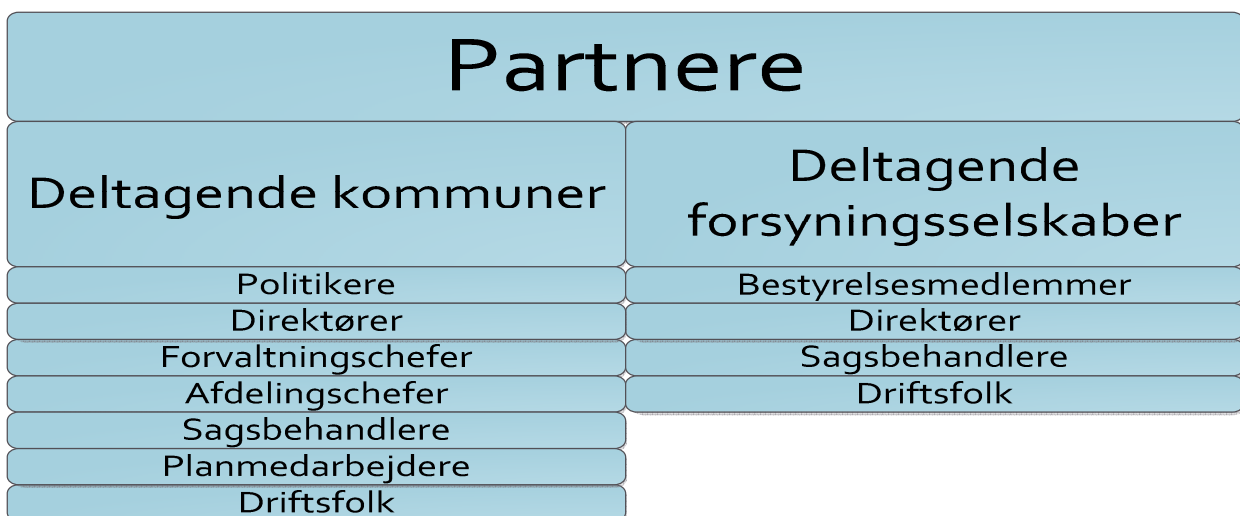 Partnere
Deltagende kommuner
Politikere
Direktører
Forvaltningschefer
Afdelingschefer
Sagsbehandlere
Planmedarbejdere
Driftsfolk
Deltagende
forsyningsselskaber
Bestyrelsesmedlemmer
Direktører
Sagsbehandlere
Driftsfolk